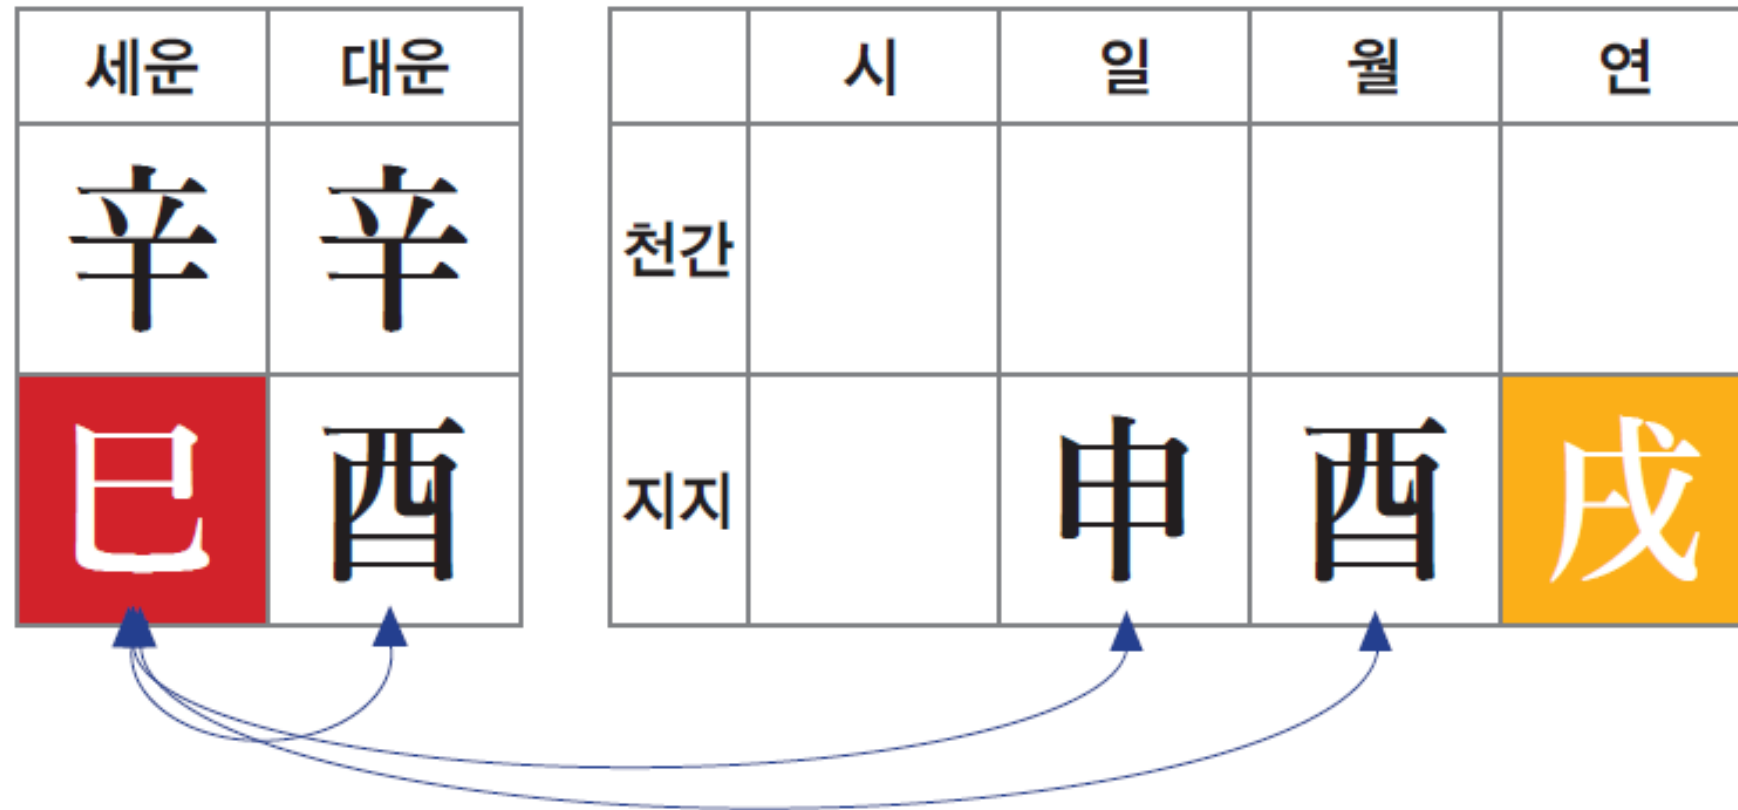 세운 대운 시 일 월 연
辛 辛 천간
巳 酉 지지 申 酉 戌